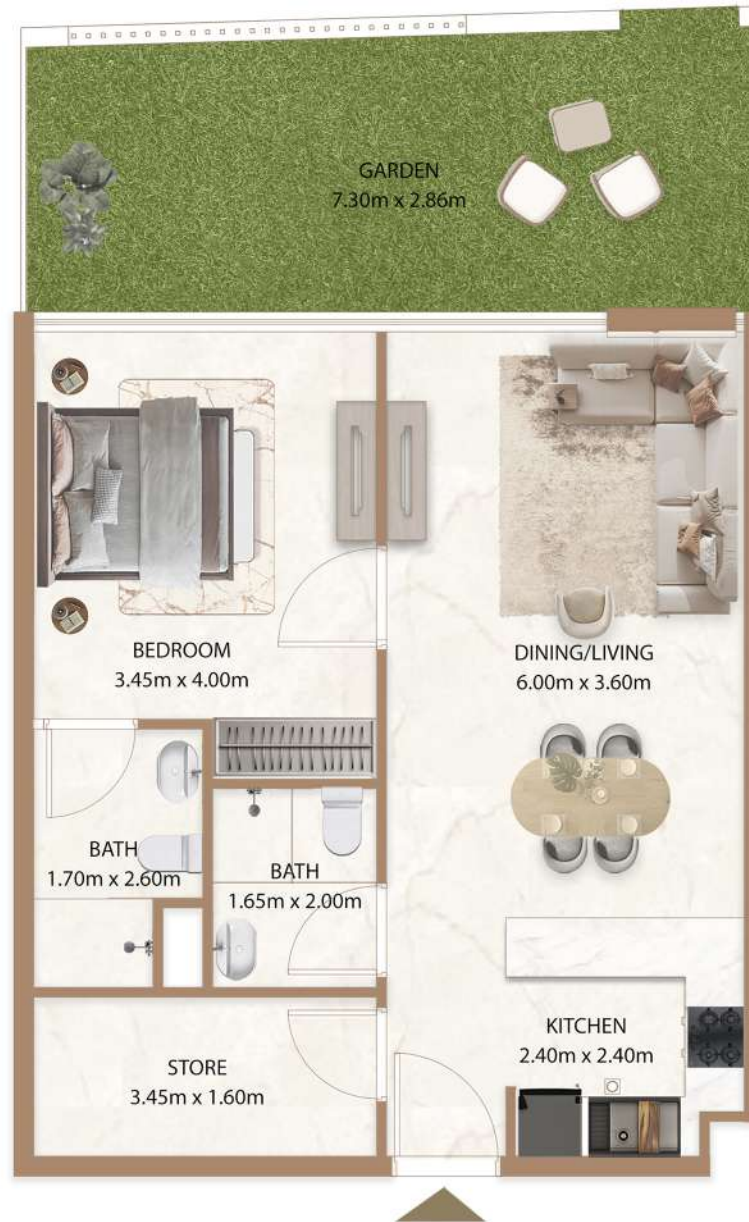 GARDEN
7.30m x 2.86m
BEDROOM
3.45m x 4.00m
DINING/LIVING
6.00m x 3.60m
BATH
1.70m x 2.60m
BATH
1.65m x 2.00m
KITCHEN
2.40m x 2.40m
STORE
3.45m x 1.60m